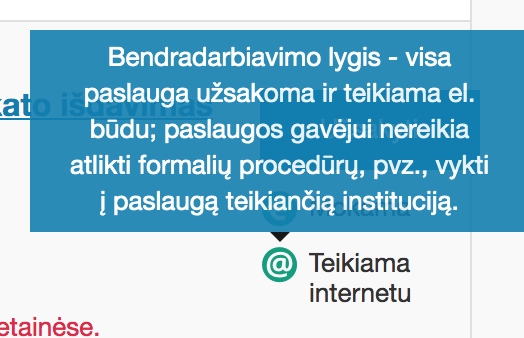 Bendradarbiavimo lygis - visa
paslauga užsakoma ir teikiama el.
būdu; paslaugos gavėjui nereikia
atlikti formalių procedūrų, pvz., vykti
į paslaugą teikiančią instituciją.
kato išdavimas
Mokama
@ Teikiama
internetu
etainėse.